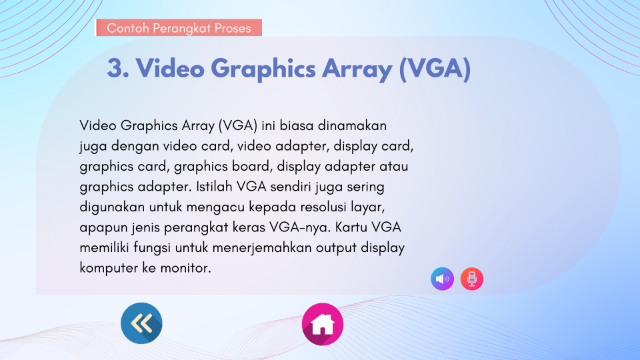 Contoh Perangkat Proses
3. Video Graphics Array (VGA)
Video Graphics Array (VGA) ini biasa dinamakan
juga dengan video card, video adapter, display card,
graphics card, graphics board, display adapter atau
graphics adapter. Istilah VGA sendiri juga sering
digunakan untuk mengacu kepada resolusi layar,
apapun jenis perangkat keras VGA-nya. Kartu VGA
memiliki fungsi untuk menerjemahkan output display
komputer ke monitor.